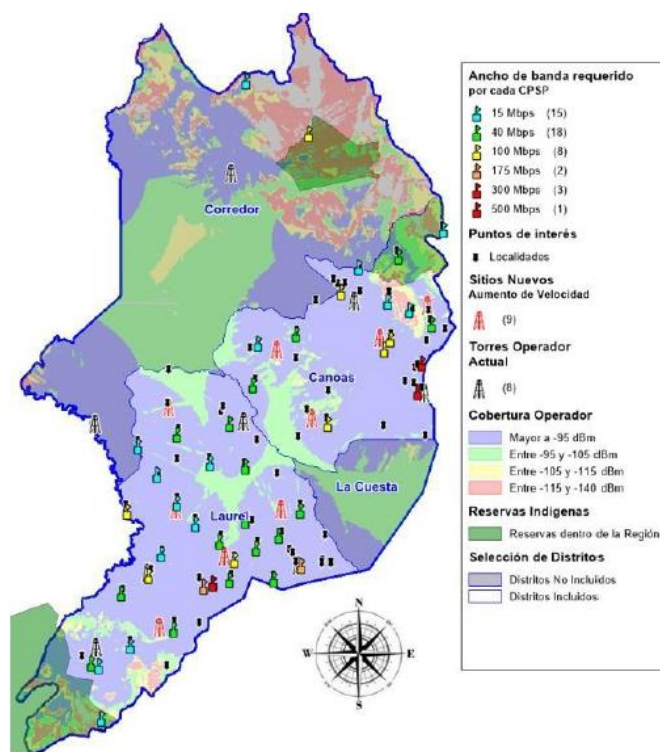 Corredor
Canoas
La Cuesta
Laurel
N
W
E
S
Ancho de banda requerido
por cada CPSP
15 Mbps (15)
40 Mbps (18)
100 Mbps (8)
175 Mbps (2)
300 Mbps (3)
500 Mbps (1)
Puntos de interés
Localidades
Sitios Nuevos
Aumento de Velocidad
(9)
Torres Operador
Actual
(8)
Cobertura Operador
Mayor a -95 dBm
Entre -95 y -105 dBm
Entre -105 y -115 dBm
Entre -115 y -140 dBm
Reservas Indígenas
Reservas dentro de la Región
Selección de Distritos
Distritos No Incluidos
Distritos Incluidos